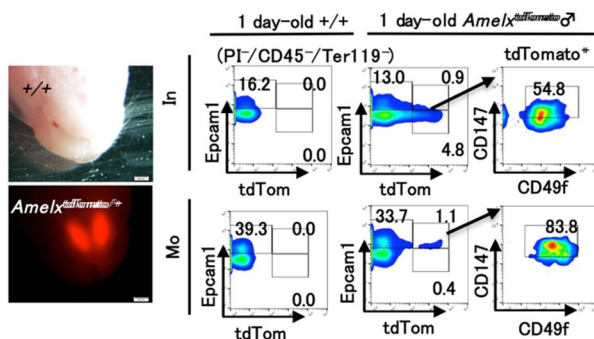 1 day-old +/+
1 day-old Amelx tdTomato ♂
(PI⁻/CD45⁻/Ter119⁻)
tdTomato⁺
+/+
In
Epcam1
16.2
0.0
0.0
tdTom
Epcam1
13.0
0.9
4.8
tdTom
CD147
54.8
CD49f
Amelx tdTomato/+
Mo
Epcam1
39.3
0.0
0.0
tdTom
Epcam1
33.7
1.1
0.4
tdTom
CD147
83.8
CD49f